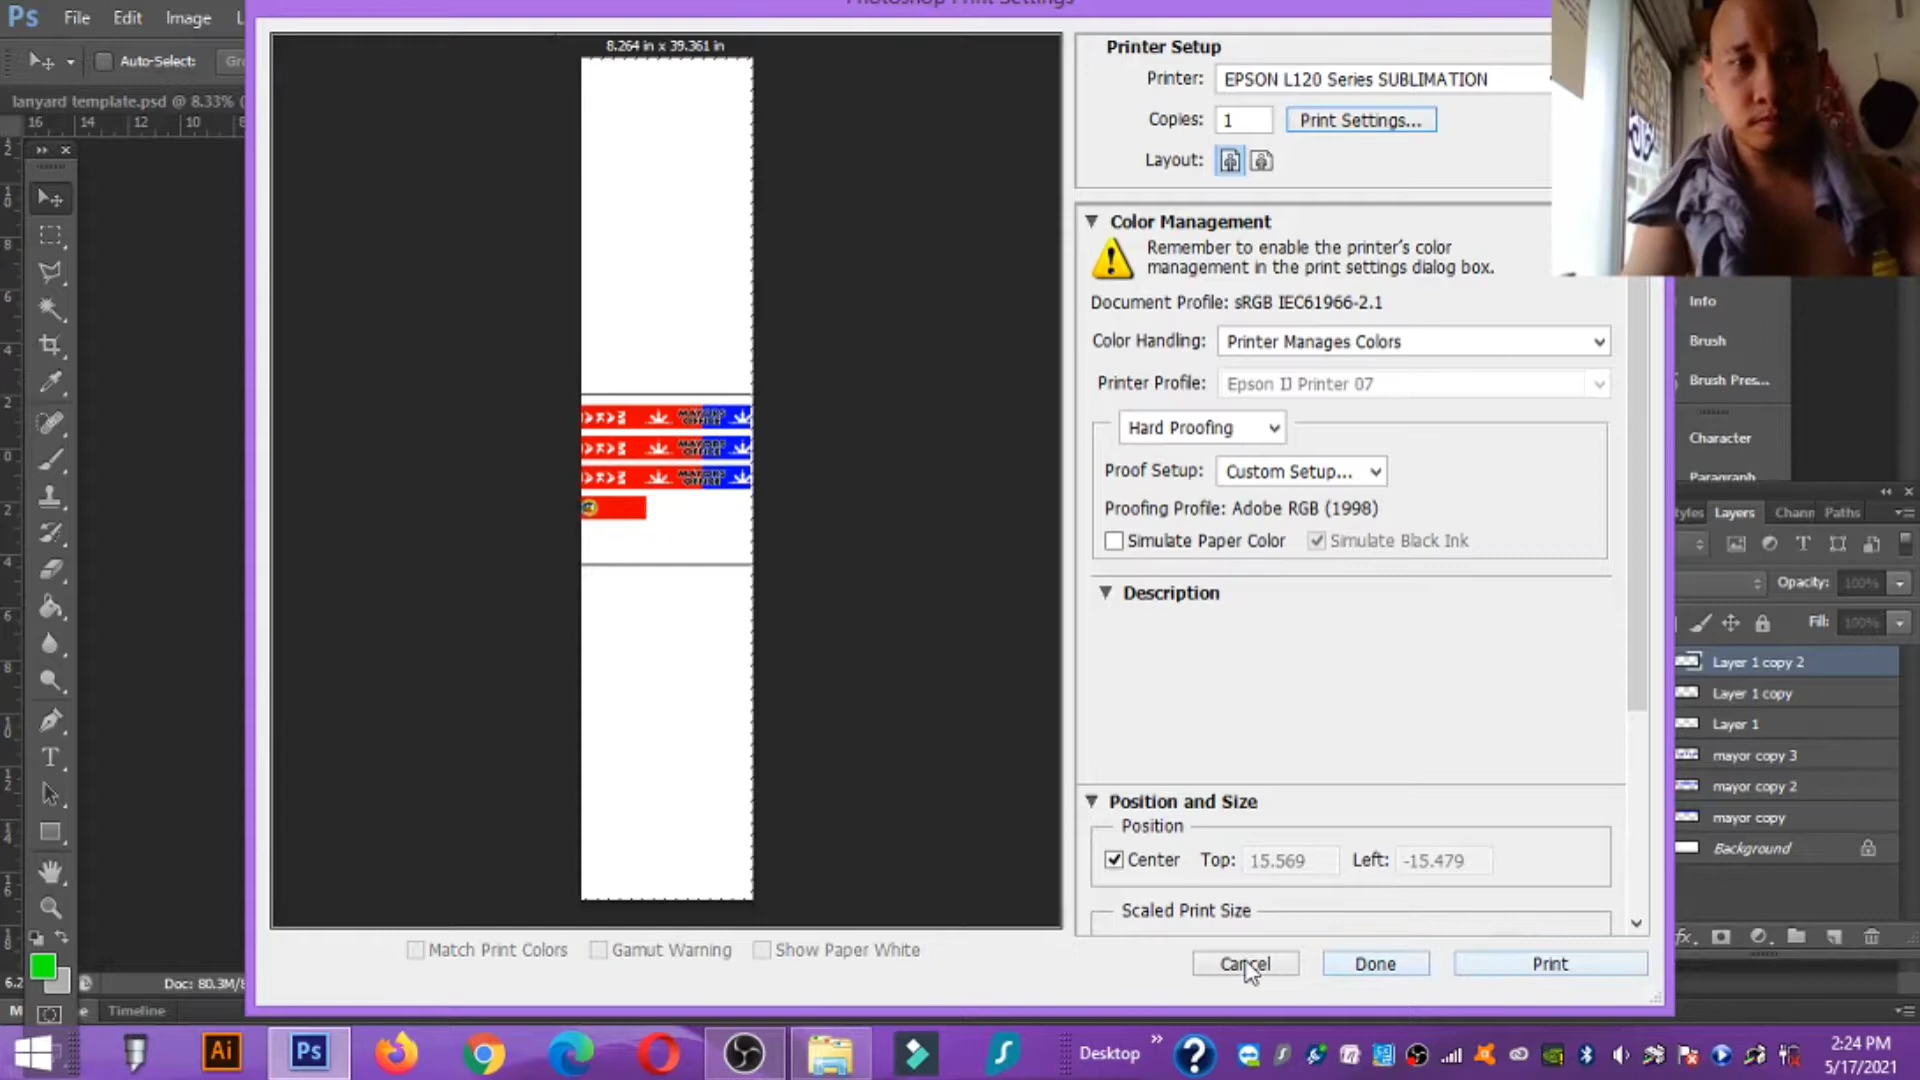 Photoshop Print Settings
Ps File Edit Image
Auto-Select:
lanyard template.psd @ 8.33%
16 14 12 10
8.264 in x 39.361 in
MAYORS OFFICE
MAYORS OFFICE
MAYORS OFFICE
Match Print Colors Gamut Warning Show Paper White
Printer Setup
Printer: EPSON L120 Series SUBLIMATION
Copies: 1 Print Settings...
Layout:
Color Management
Remember to enable the printer's color
management in the print settings dialog box.
Document Profile: sRGB IEC61966-2.1
Color Handling: Printer Manages Colors
Printer Profile: Epson IJ Printer 07
Hard Proofing
Proof Setup: Custom Setup...
Proofing Profile: Adobe RGB (1998)
Simulate Paper Color Simulate Black Ink
Description
Position and Size
Position
Center Top: 15.569 Left: -15.479
Scaled Print Size
Cancel Done Print
Info
Brush
Brush Pres...
Character
Paragraph
Layers Chann Paths
Opacity: 100%
Fill: 100%
Layer 1 copy 2
Layer 1 copy
Layer 1
mayor copy 3
mayor copy 2
mayor copy
Background
fx
Doc: 80.3M/
Timeline
Ai Ps
Desktop
2:24 PM
5/17/2021